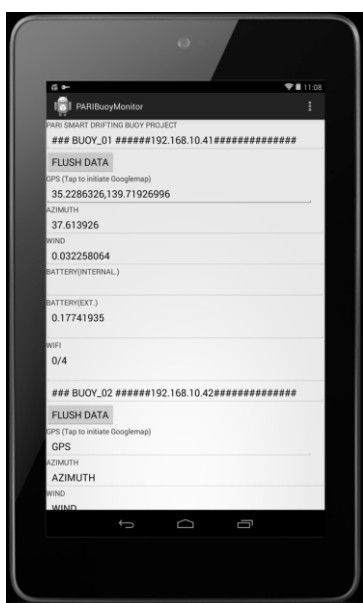 11:08
PARIBuoyMonitor
PARI SMART DRIFTING BUOY PROJECT
### BUOY_01 ######192.168.10.41##############
FLUSH DATA
GPS (Tap to initiate Googlemap)
35.2286326,139.71926996
AZIMUTH
37.613926
WIND
0.032258064
BATTERY(INTERNAL.)
BATTERY(EXT.)
0.17741935
WIFI
0/4
### BUOY_02 ######192.168.10.42##############
FLUSH DATA
GPS (Tap to initiate Googlemap)
GPS
AZIMUTH
AZIMUTH
WIND
WIND